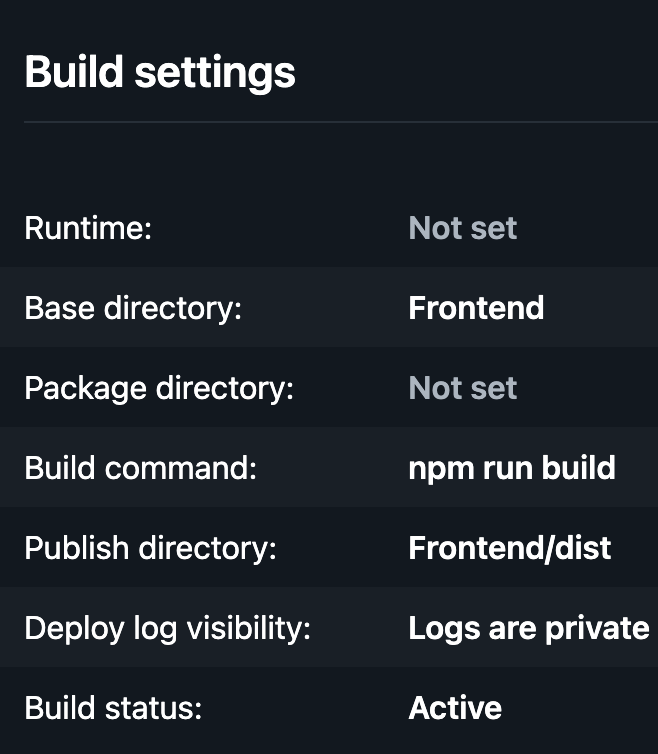 Build settings
Runtime: Not set
Base directory: Frontend
Package directory: Not set
Build command: npm run build
Publish directory: Frontend/dist
Deploy log visibility: Logs are private
Build status: Active